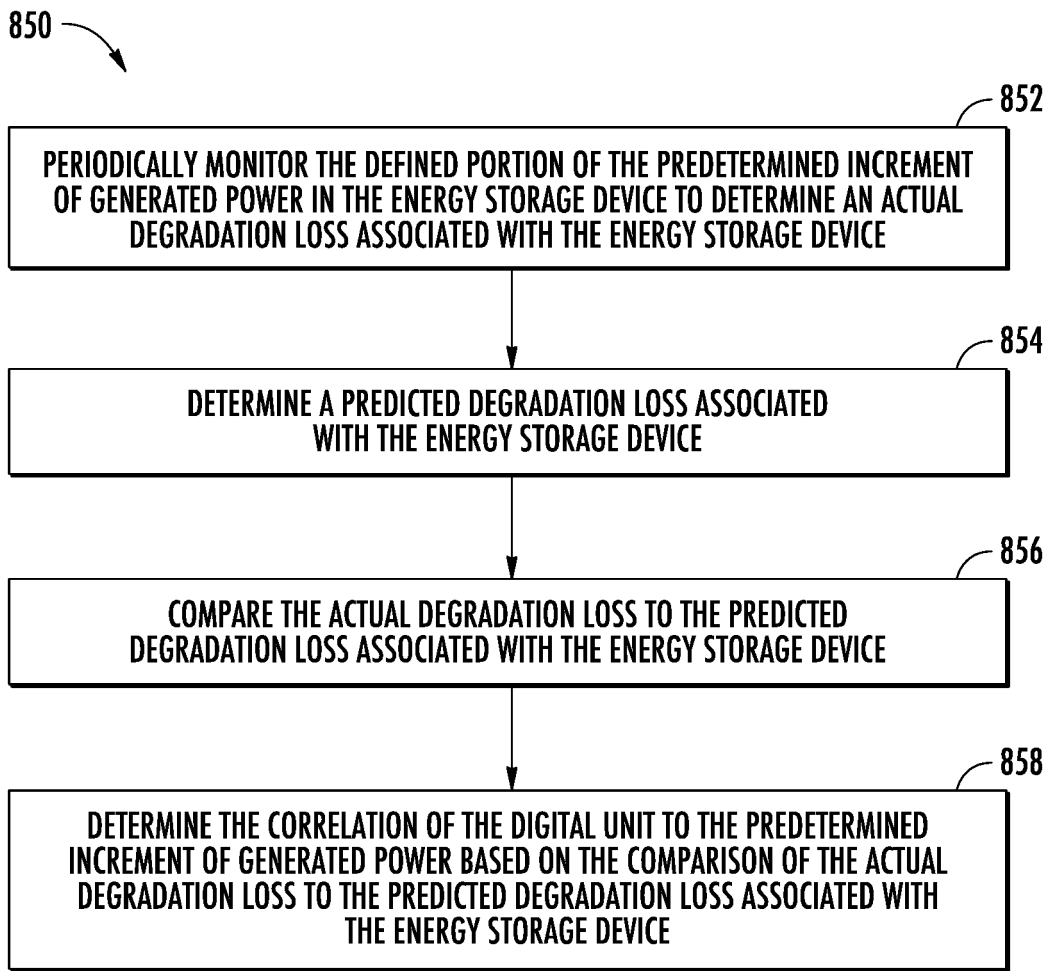 850
852
PERIODICALLY MONITOR THE DEFINED PORTION OF THE PREDETERMINED INCREMENT
OF GENERATED POWER IN THE ENERGY STORAGE DEVICE TO DETERMINE AN ACTUAL
DEGRADATION LOSS ASSOCIATED WITH THE ENERGY STORAGE DEVICE
854
DETERMINE A PREDICTED DEGRADATION LOSS ASSOCIATED
WITH THE ENERGY STORAGE DEVICE
856
COMPARE THE ACTUAL DEGRADATION LOSS TO THE PREDICTED
DEGRADATION LOSS ASSOCIATED WITH THE ENERGY STORAGE DEVICE
858
DETERMINE THE CORRELATION OF THE DIGITAL UNIT TO THE PREDETERMINED
INCREMENT OF GENERATED POWER BASED ON THE COMPARISON OF THE ACTUAL
DEGRADATION LOSS TO THE PREDICTED DEGRADATION LOSS ASSOCIATED WITH
THE ENERGY STORAGE DEVICE